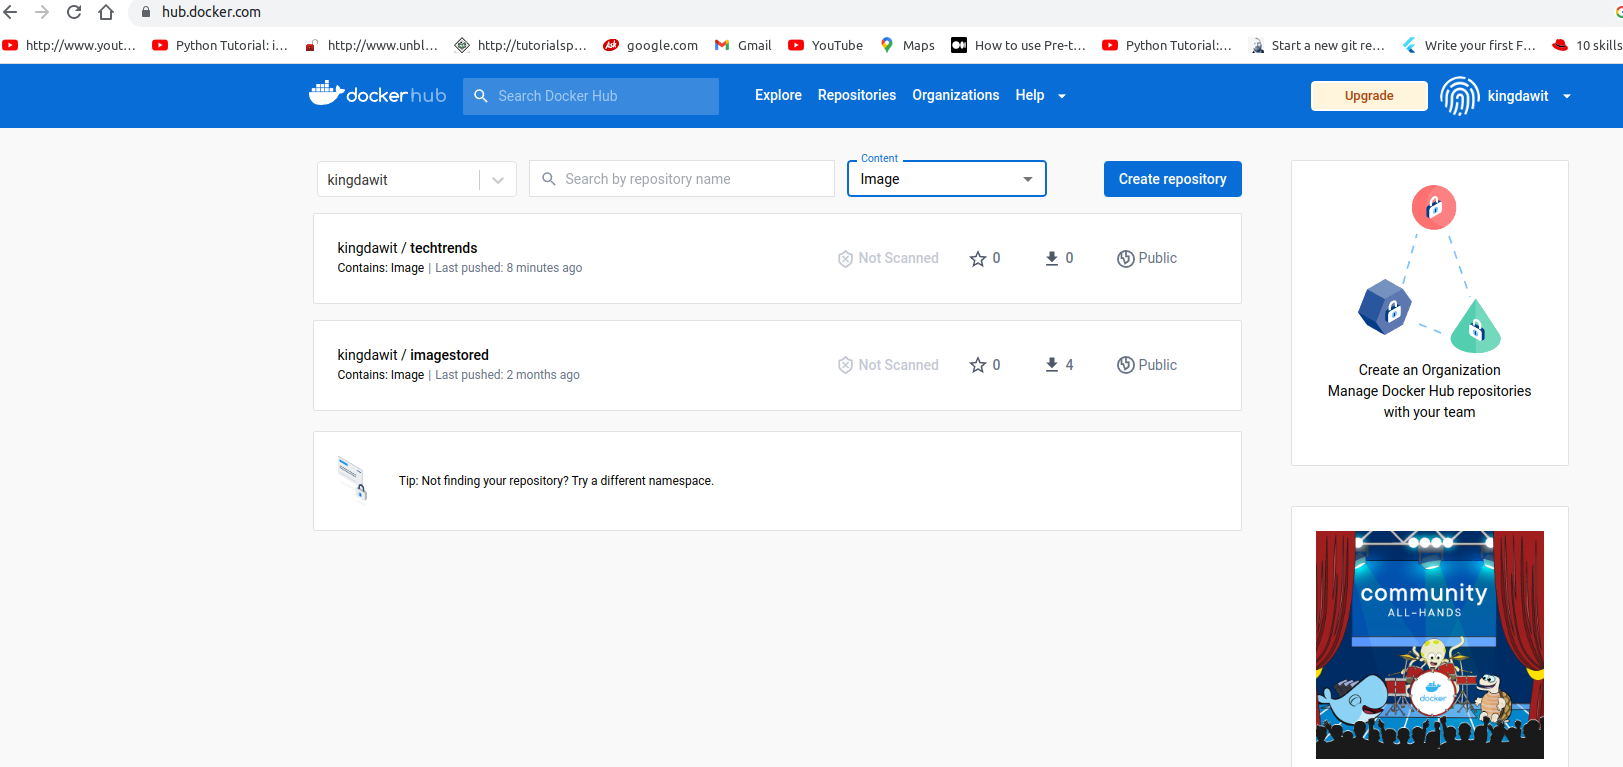 hub.docker.com
http://www.yout... Python Tutorial: i... http://www.unbl... http://tutorialsp... Ask google.com Gmail YouTube Maps How to use Pre-t... Python Tutorial:... Start a new git re... Write your first F... 10 skills
docker hub Search Docker Hub Explore Repositories Organizations Help Upgrade kingdawit
kingdawit Search by repository name Content Image Create repository
kingdawit / techtrends
Contains: Image | Last pushed: 8 minutes ago
Not Scanned 0 0 Public
kingdawit / imagestored
Contains: Image | Last pushed: 2 months ago
Not Scanned 0 4 Public
Tip: Not finding your repository? Try a different namespace.
Create an Organization
Manage Docker Hub repositories
with your team
community
ALL-HANDS
docker